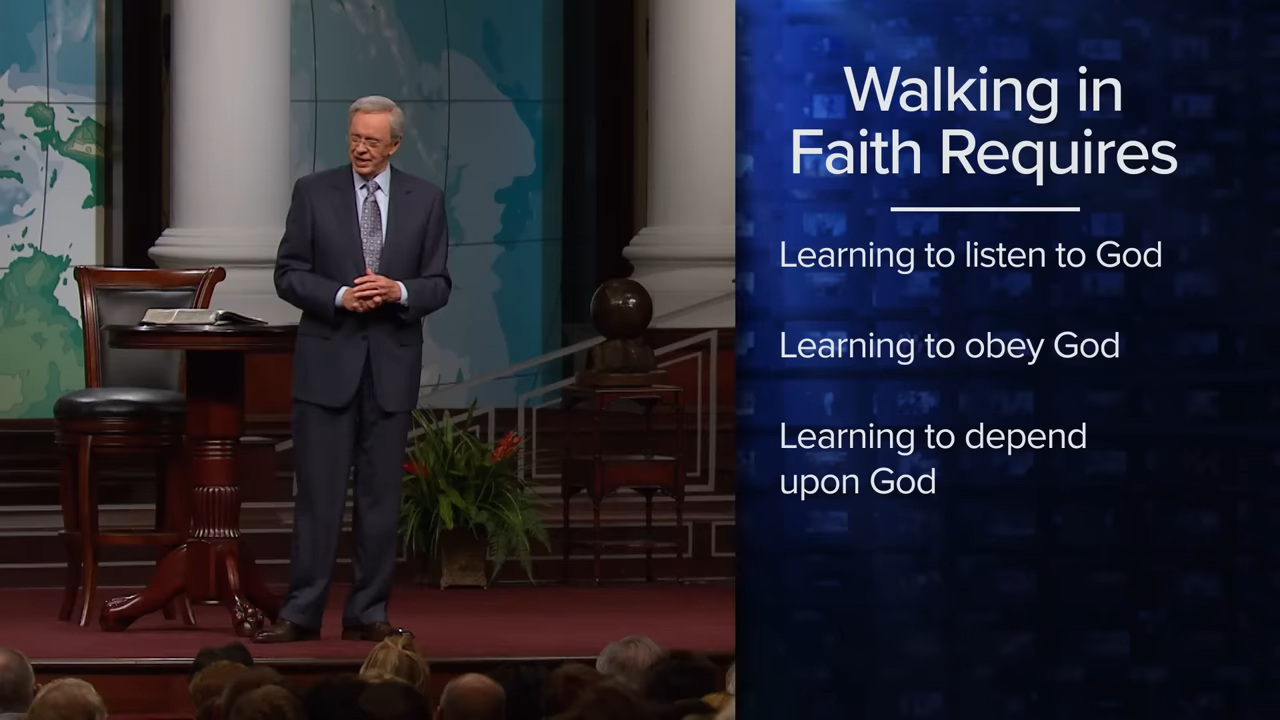 Walking in
Faith Requires
Learning to listen to God
Learning to obey God
Learning to depend
upon God